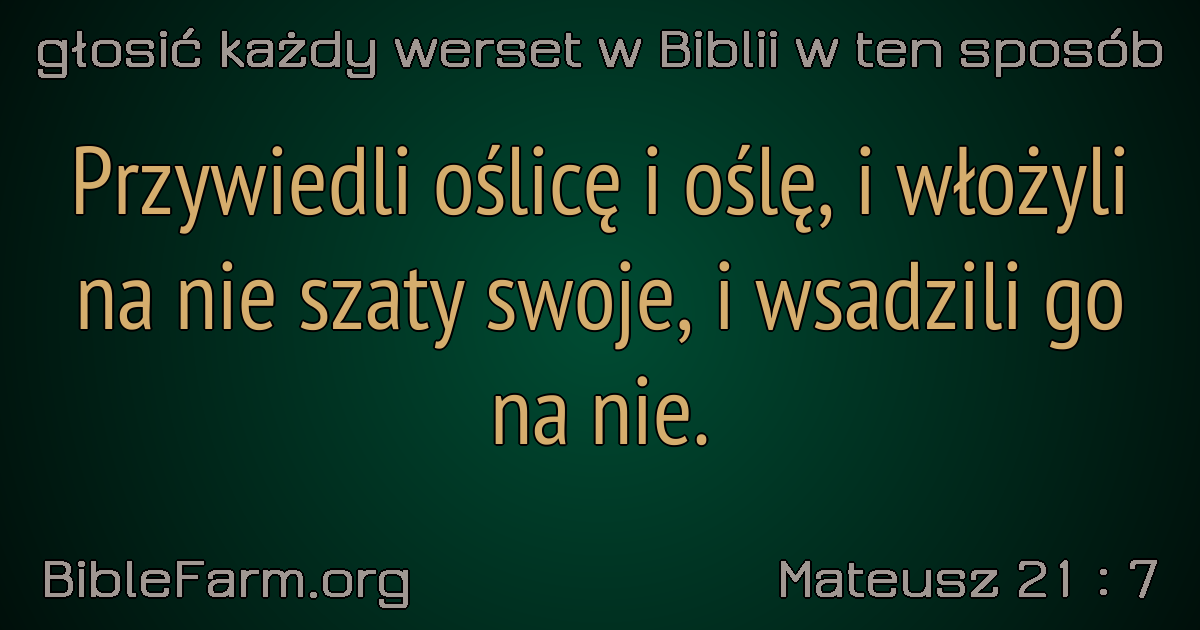 głosić każdy werset w Biblii w ten sposób
Przywiedli oślicę i oślę, i włożyli
na nie szaty swoje, i wsadzili go
na nie.
BibleFarm.org
Mateusz 21 : 7